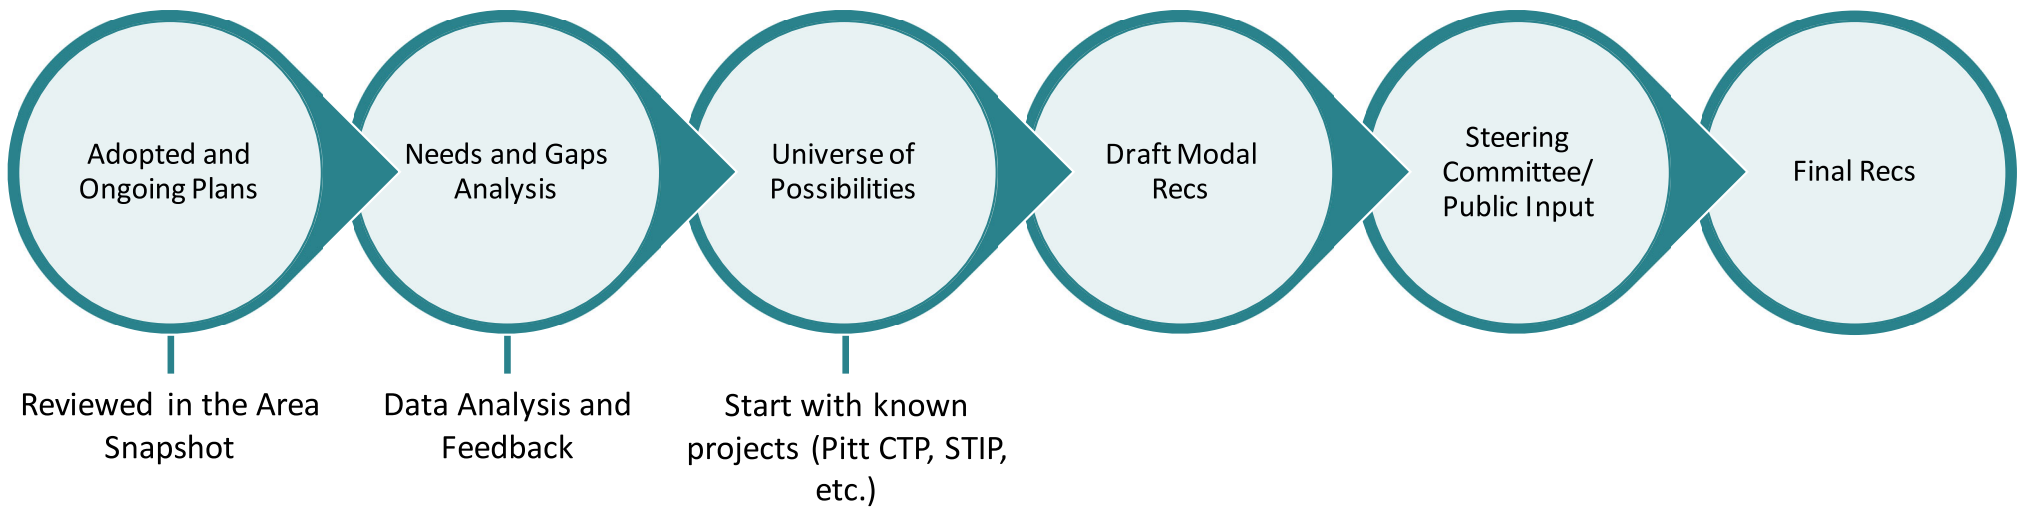 Adopted and
Ongoing Plans
Needs and Gaps
Analysis
Universe of
Possibilities
Draft Modal
Recs
Steering
Committee/
Public Input
Final Recs
Reviewed in the Area
Snapshot
Data Analysis and
Feedback
Start with known
projects (Pitt CTP, STIP,
etc.)